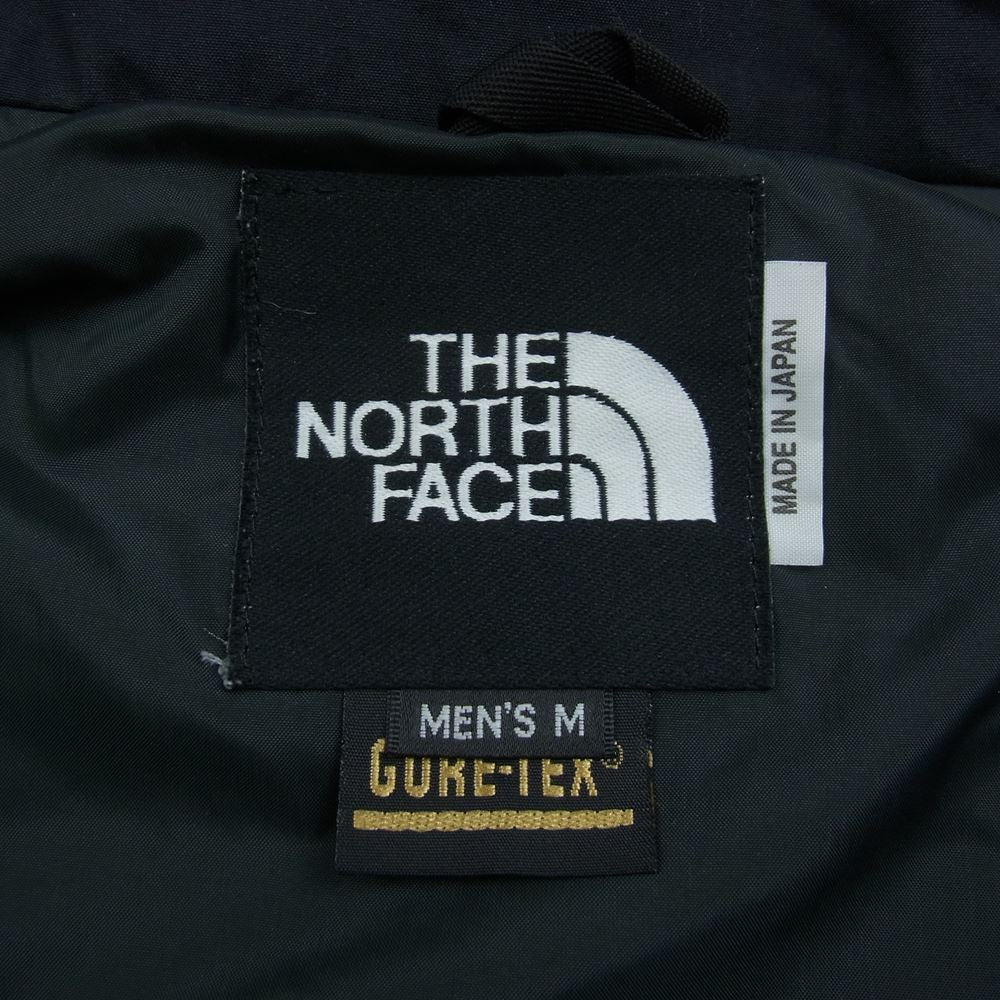 THE
NORTH
FACE
MADE IN JAPAN
MEN'S M
GORE-TEX®